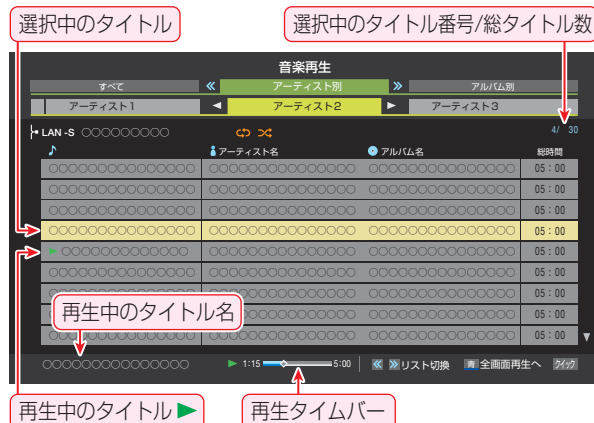 選択中のタイトル
選択中のタイトル番号/総タイトル数
音楽再生
すべて アーティスト別 アルバム別
アーティスト1 ◀ アーティスト2 ▶ アーティスト3
LAN -S ○○○○○○○○○ 4/ 30
♪ アーティスト名 アルバム名 総時間
○○○○○○○○○○○○○○ ○○○○○○○○○○○○○○ ○○○○○○○○○○○○○○ 05：00
○○○○○○○○○○○○○○ ○○○○○○○○○○○○○○ ○○○○○○○○○○○○○○ 05：00
○○○○○○○○○○○○○○ ○○○○○○○○○○○○○○ ○○○○○○○○○○○○○○ 05：00
○○○○○○○○○○○○○○ ○○○○○○○○○○○○○○ ○○○○○○○○○○○○○○ 05：00
▶ ○○○○○○○○○○○○ ○○○○○○○○○○○○○○ ○○○○○○○○○○○○○○ 05：00
○○○○○○○○○○○○○○ ○○○○○○○○○○○○○○ ○○○○○○○○○○○○○○ 05：00
○○○○○○○○○○○○○○ ○○○○○○○○○○○○○○ ○○○○○○○○○○○○○○ 05：00
再生中のタイトル名
○○○○○○○○○○○○○○ ○○○○○○○○○○○○○○ 05：00
○○○○○○○○○○○○○○ ○○○○○○○○○○○○○○ ○○○○○○○○○○○○○○ 05：00 ▼
○○○○○○○○○○○○○○ ▶ 1:15 5:00 リスト切換 青 全画面再生へ クイック
再生中のタイトル ▶
再生タイムバー